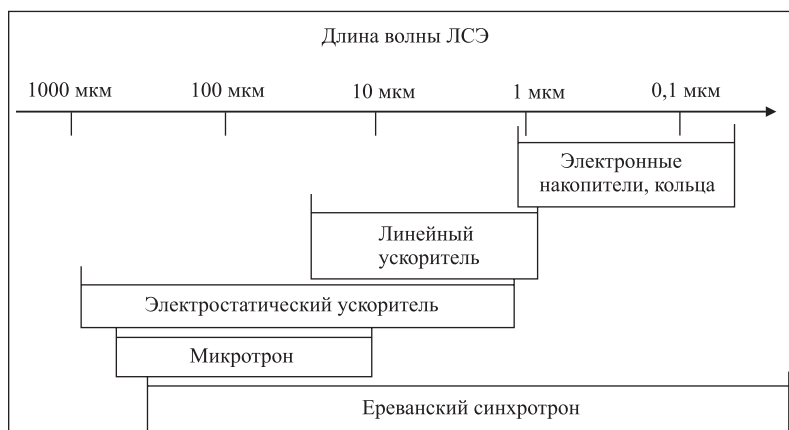 Длина волны ЛСЭ
1000 мкм 100 мкм 10 мкм 1 мкм 0,1 мкм
Электронные
накопители, кольца
Линейный
ускоритель
Электростатический ускоритель
Микротрон
Ереванский синхротрон